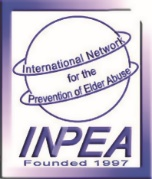 International Network
for the
Prevention of Elder Abuse
INPEA
Founded 1997